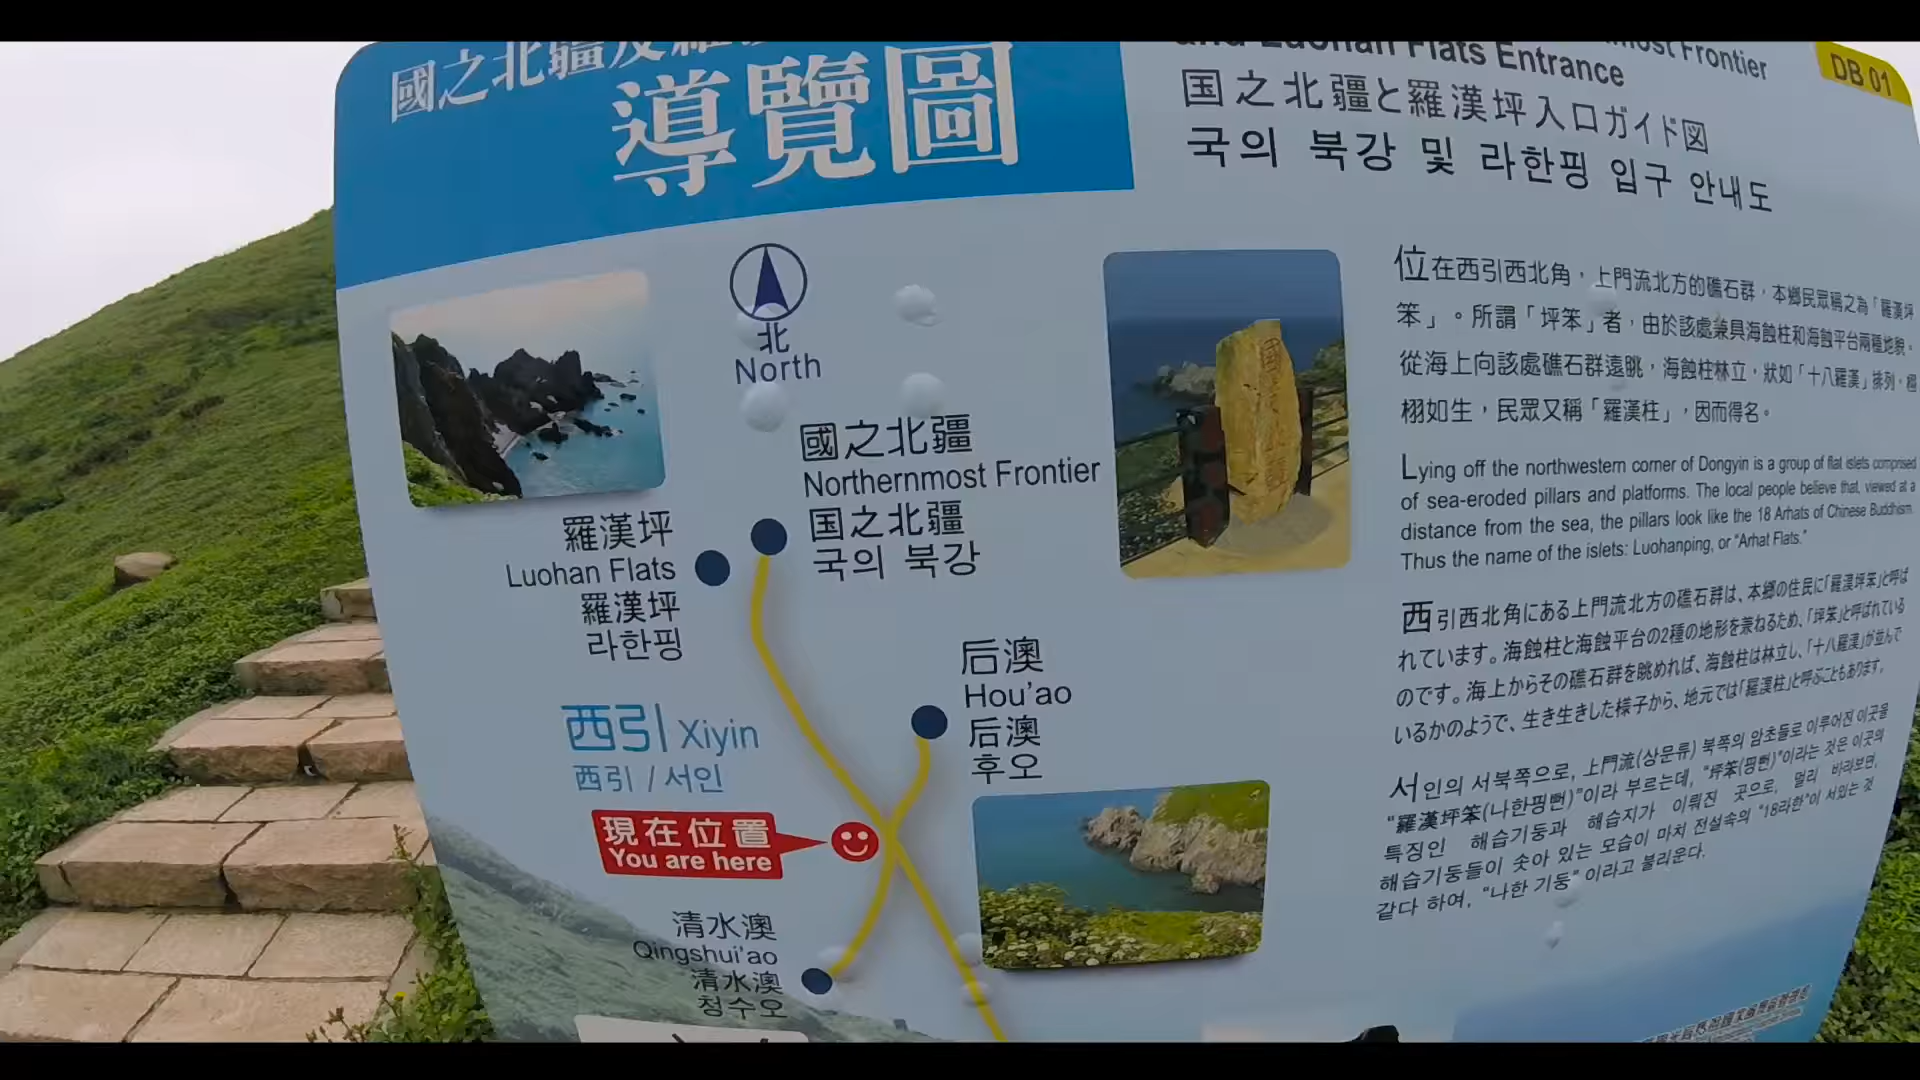 國之北疆及羅
導覽圖
most Frontier
and Luohan Flats Entrance
国之北疆と羅漢坪入口ガイド図
국의 북강 및 라한핑 입구 안내도
DB 01
北
North
國之北疆
Northernmost Frontier
国之北疆
국의 북강
羅漢坪
Luohan Flats
羅漢坪
라한핑
后澳
Hou'ao
后澳
후오
西引 Xiyin
西引 / 서인
現在位置
You are here
清水澳
Qingshui'ao
清水澳
청수오
位在西引西北角，上門流北方的礁石群，本鄉民眾稱之為「羅漢坪
笨」。所謂「坪笨」者，由於該處兼具海蝕柱和海蝕平台兩種地貌。
從海上向該處礁石群遠眺，海蝕柱林立，狀如「十八羅漢」排列，栩
栩如生，民眾又稱「羅漢柱」，因而得名。
Lying off the northwestern corner of Dongyin is a group of flat islets comprised
of sea-eroded pillars and platforms. The local people believe that, viewed at a
distance from the sea, the pillars look like the 18 Arhats of Chinese Buddhism.
Thus the name of the islets: Luohanping, or "Arhat Flats."
西引西北角にある上門流北方の礁石群は、本鄉の住民に「羅漢坪笨」と呼ば
れています。海蝕柱と海蝕平台の2種の地形を兼ねるため、「坪笨」と呼ばれている
のです。海上からその礁石群を眺めれば、海蝕柱は林立し、「十八羅漢」が並んで
いるかのようで、生き生きした様子から、地元では「羅漢柱」と呼ぶこともあります。
서인의 서북쪽으로, 上門流(상문류) 북쪽의 암초들로 이루어진 이곳을
"羅漢坪笨(나한핑뻔)"이라 부르는데, "坪笨(핑뻔)"이라는 것은 이곳의
특징인 해습기둥과 해습지가 이뤄진 곳으로, 멀리 바라보면,
해습기둥들이 솟아 있는 모습이 마치 전설속의 "18라한"이 서있는 것
같다 하여, "나한 기둥" 이라고 불리운다.